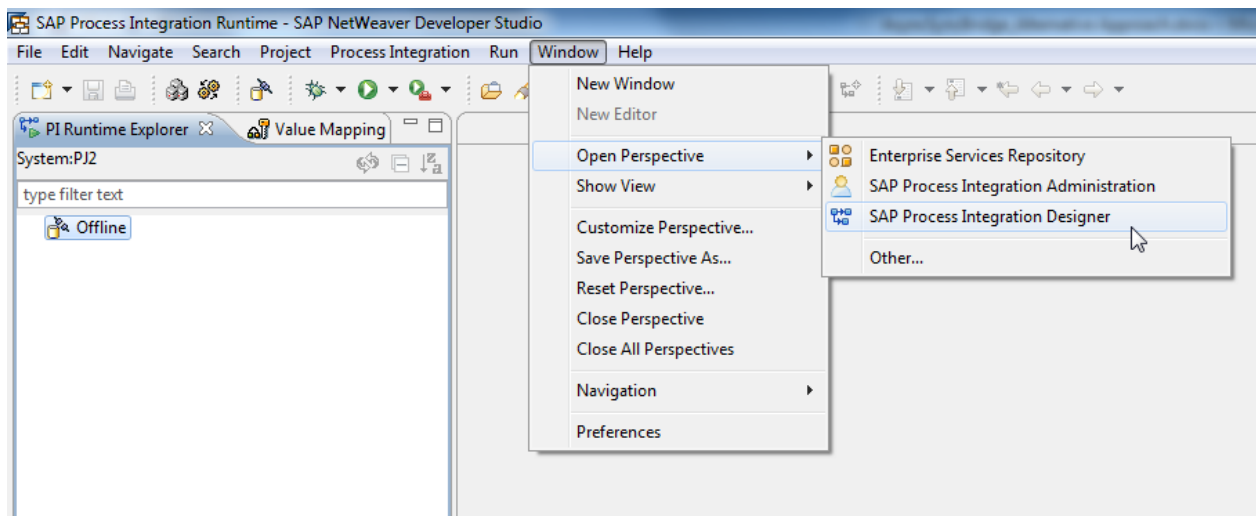 SAP Process Integration Runtime - SAP NetWeaver Developer Studio
File Edit Navigate Search Project Process Integration Run Window Help
PI Runtime Explorer Value Mapping
System:PJ2
type filter text
Offline
New Window
New Editor
Open Perspective
Show View
Customize Perspective...
Save Perspective As...
Reset Perspective...
Close Perspective
Close All Perspectives
Navigation
Preferences
Enterprise Services Repository
SAP Process Integration Administration
SAP Process Integration Designer
Other...